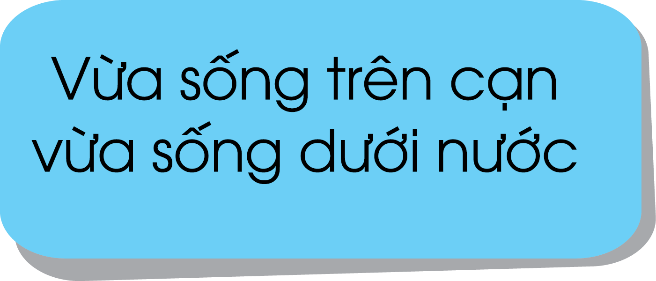 Vừa sống trên cạn
vừa sống dưới nước